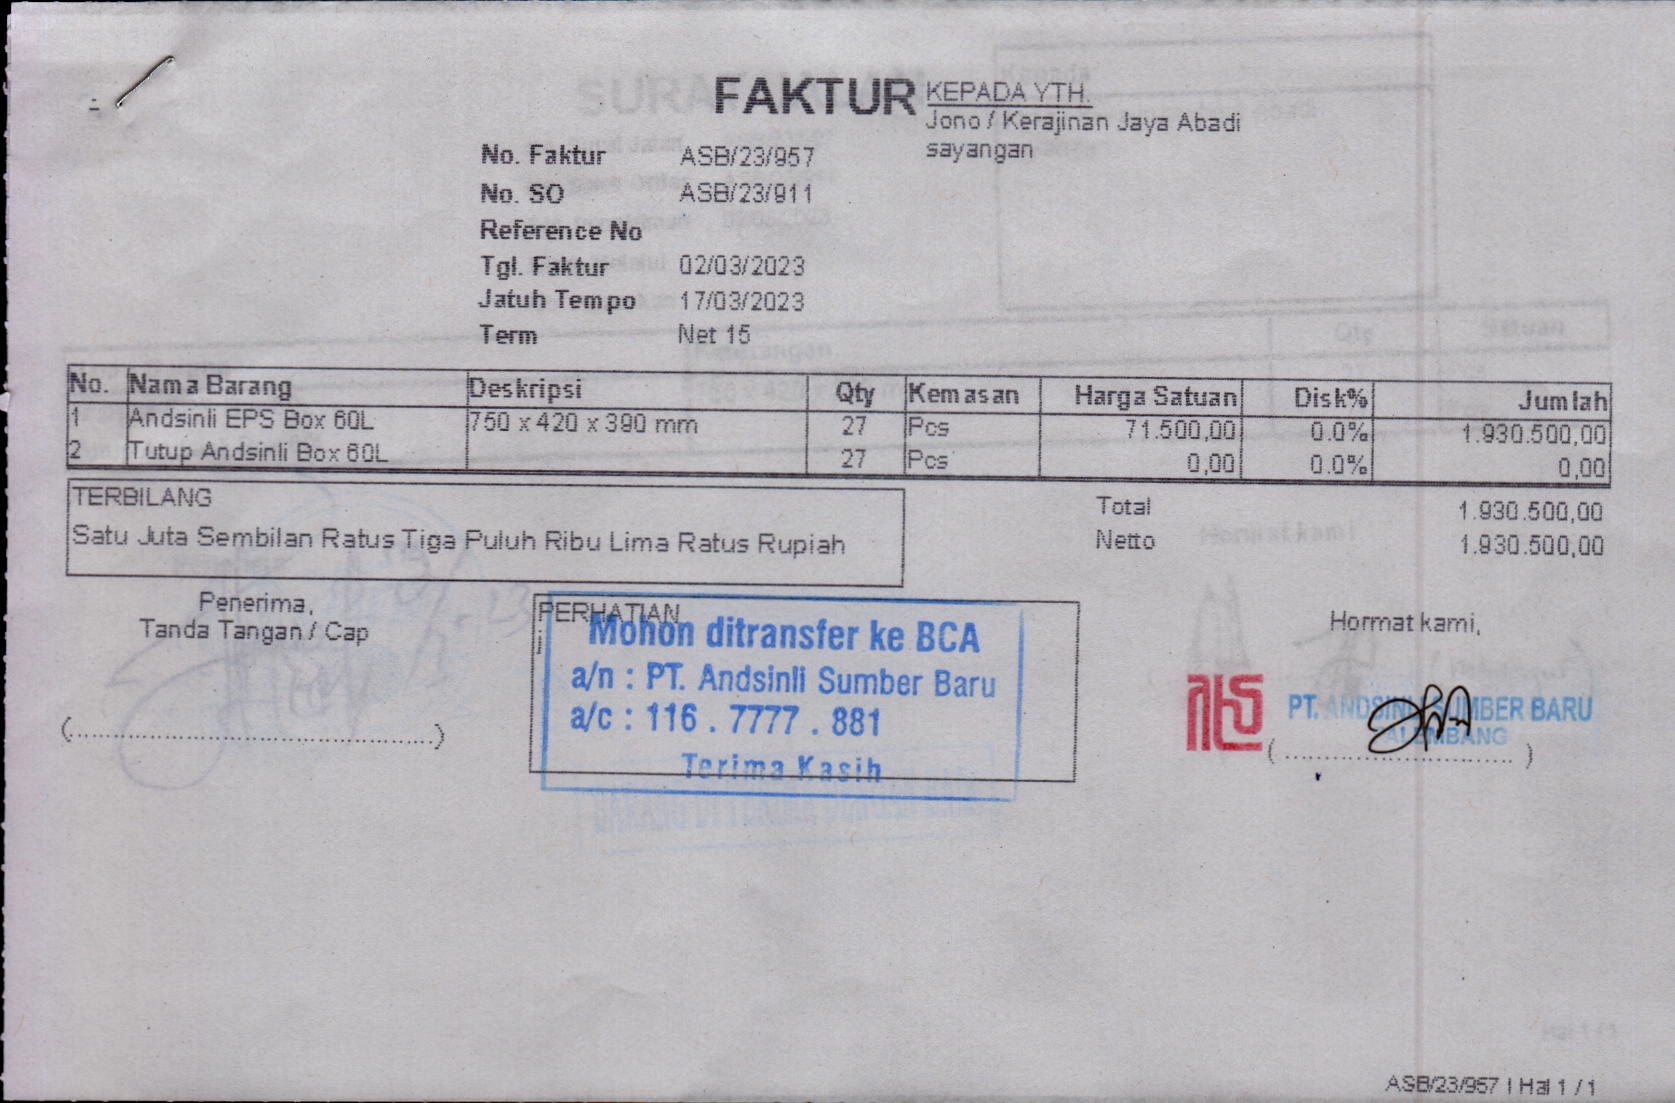 FAKTUR
KEPADA YTH.
Jono / Kerajinan Jaya Abadi
sayangan
No. Faktur ASB/23/957
No. SO ASB/23/911
Reference No
Tgl. Faktur 02/03/2023
Jatuh Tempo 17/03/2023
Term Net 15
No. Nama Barang Deskripsi Qty Kemasan Harga Satuan Disk% Jumlah
1 Andsinli EPS Box 60L 750 x 420 x 390 mm 27 Pcs 71.500,00 0.0% 1.930.500,00
2 Tutup Andsinli Box 60L 27 Pcs 0,00 0.0% 0,00
TERBILANG
Satu Juta Sembilan Ratus Tiga Puluh Ribu Lima Ratus Rupiah
Total 1.930.500,00
Netto 1.930.500,00
Penerima,
Tanda Tangan / Cap
(........................................)
PERHATIAN
j
Mohon ditransfer ke BCA
a/n : PT. Andsinli Sumber Baru
a/c : 116 . 7777 . 881
Terima Kasih
Hormat kami,
PT. ANDSINLI SUMBER BARU
PALEMBANG
(..............................)
ASB/23/957 | Hal 1 / 1